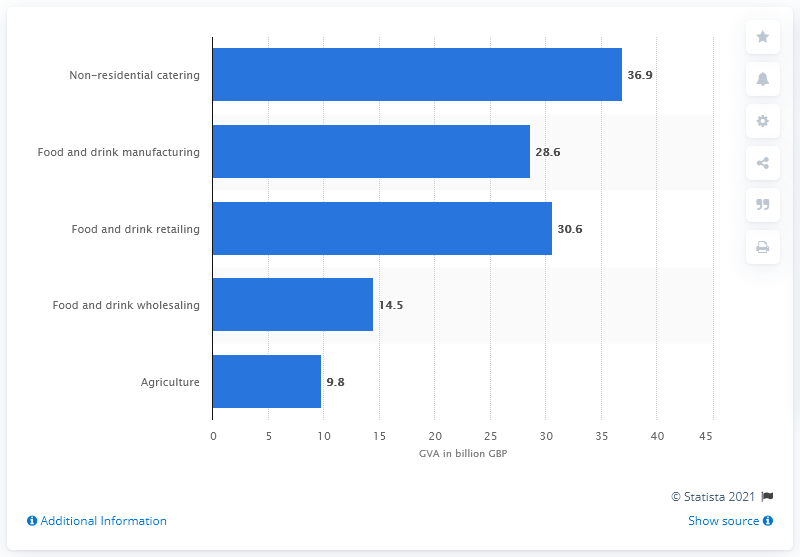 Non-residential catering 36.9
Food and drink manufacturing 28.6
Food and drink retailing 30.6
Food and drink wholesaling 14.5
Agriculture 9.8
0 5 10 15 20 25 30 35 40 45
GVA in billion GBP
© Statista 2021
Additional Information Show source